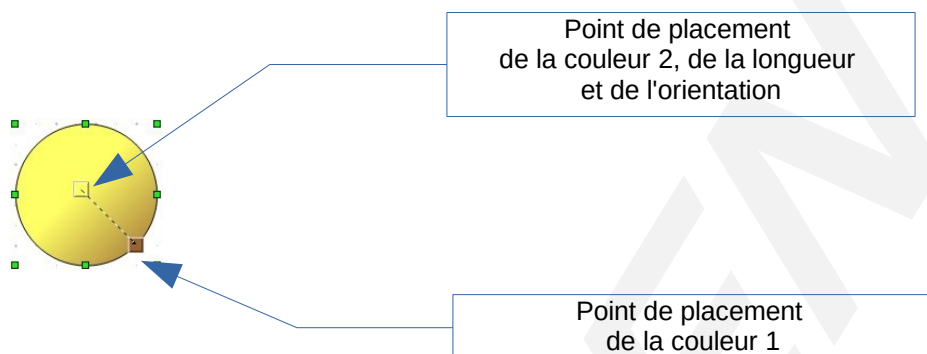 Point de placement
de la couleur 2, de la longueur
et de l'orientation
Point de placement
de la couleur 1